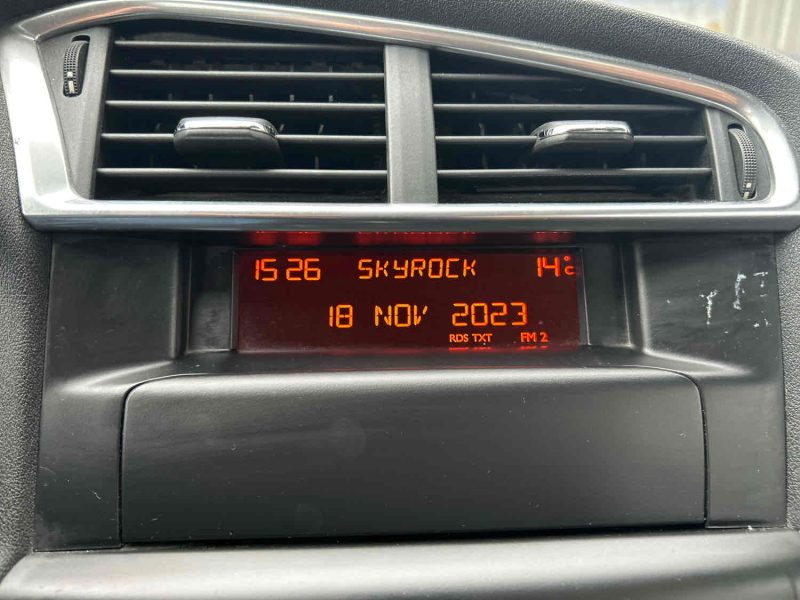 15 26 SKYROCK 14°C
18 NOV 2023
RDS TXT FM 2